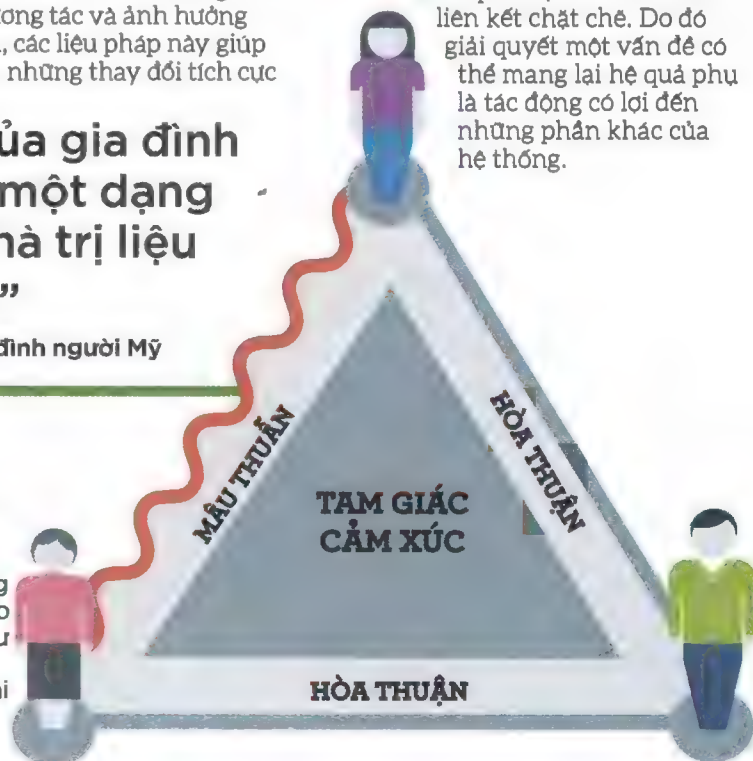 ương tác và ảnh hưởng
, các liệu pháp này giúp
những thay đổi tích cực
ủa gia đình
một dạng
hà trị liệu
”
đình người Mỹ
liên kết chặt chẽ. Do đó
giải quyết một vấn đề có
thể mang lại hệ quả phụ
là tác động có lợi đến
những phần khác của
hệ thống.
MÂU THUẪN
HÒA THUẬN
TAM GIÁC
CẢM XÚC
HÒA THUẬN